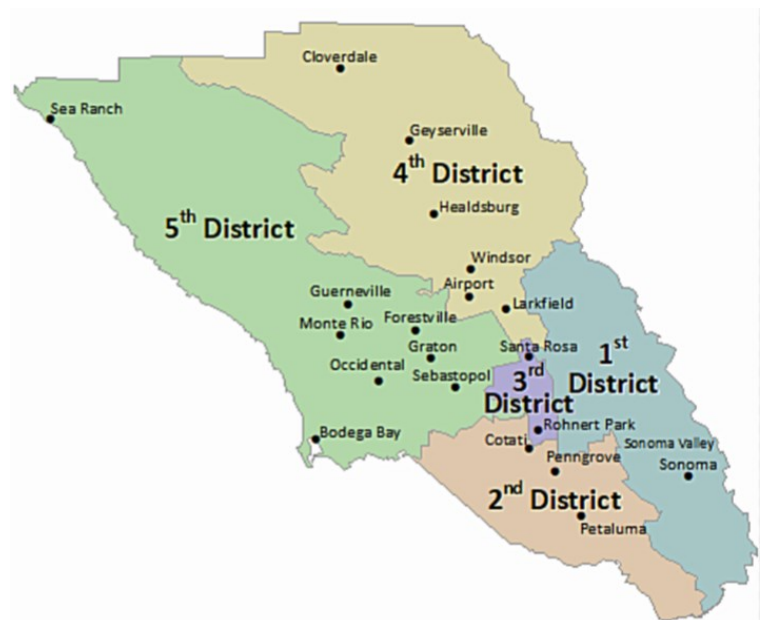 Cloverdale
Sea Ranch
Geyserville
4th District
Healdsburg
5th District
Windsor
Airport
Guerneville
Larkfield
Monte Rio
Forestville
Graton
Santa Rosa
1st
District
Occidental
Sebastopol
3rd
District
Bodega Bay
Rohnert Park
Cotati
Sonoma Valley
Penngrove
Sonoma
2nd District
Petaluma